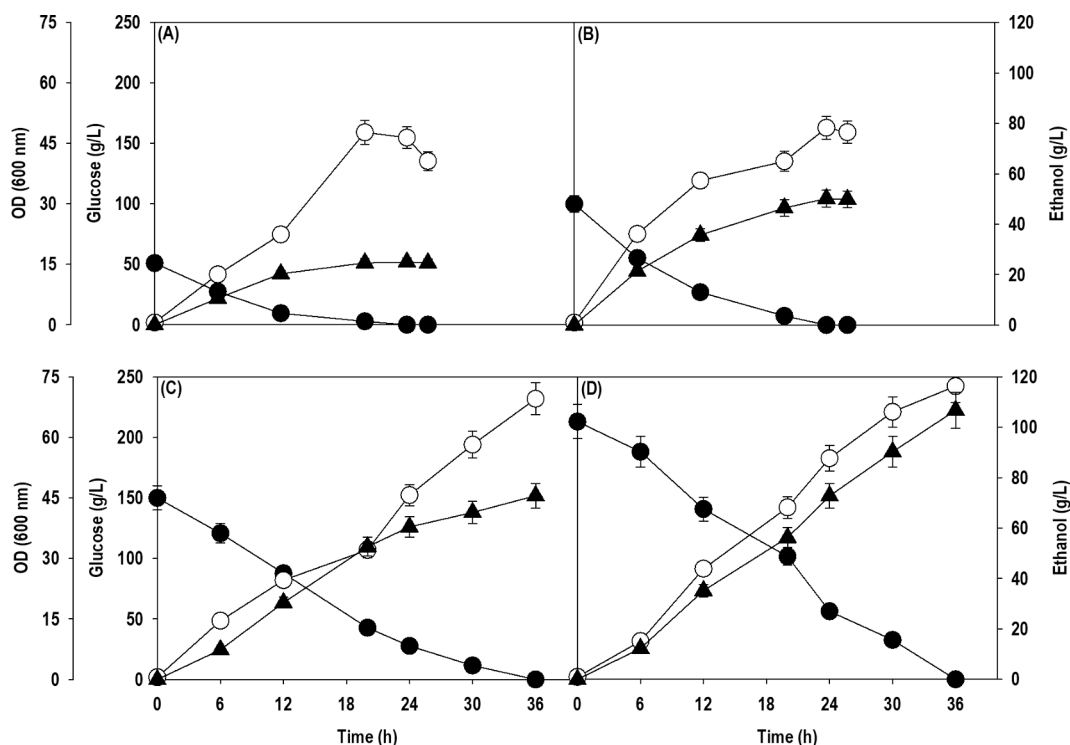 75 250 (A) (B) 120
60 200 100
45 150 80
60
30 100
40
15 50
20
0 0 0
OD (600 nm)
Glucose (g/L)
Ethanol (g/L)
75 250 (C) (D) 120
60 200 100
45 150 80
60
30 100
40
15 50
20
0 0 0
OD (600 nm)
Glucose (g/L)
Ethanol (g/L)
0 6 12 18 24 30 36 0 6 12 18 24 30 36
Time (h) Time (h)